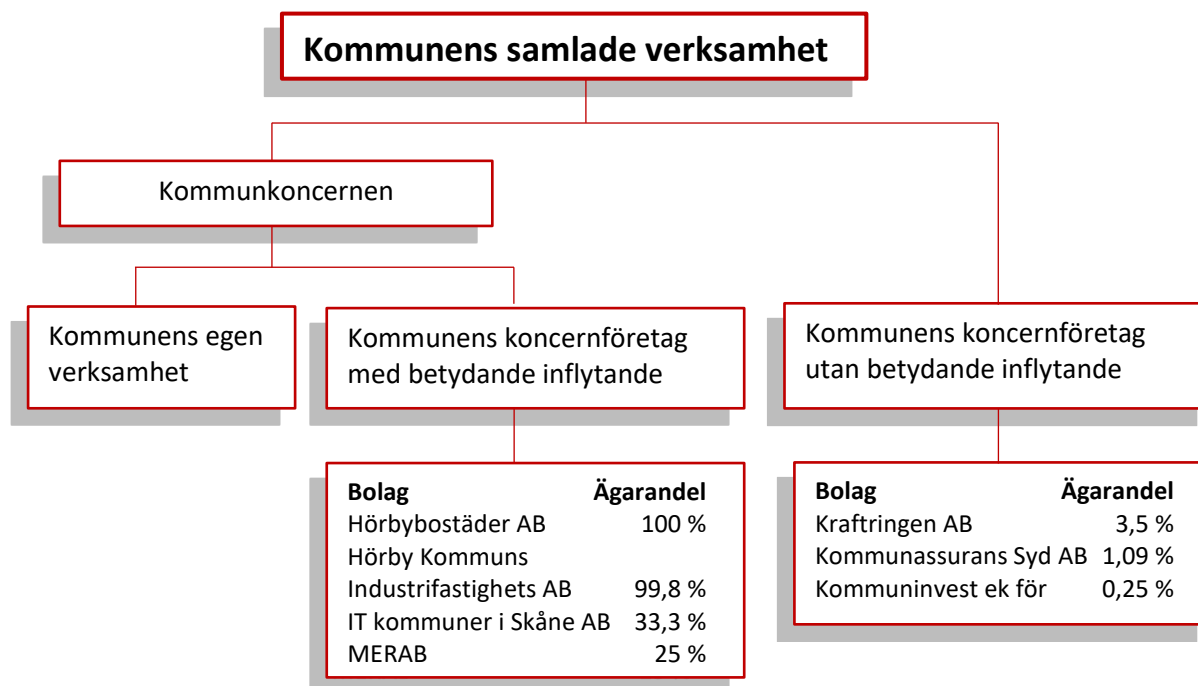 Kommunens samlade verksamhet
Kommunkoncernen
Kommunens egen
verksamhet
Kommunens koncernföretag
med betydande inflytande
Kommunens koncernföretag
utan betydande inflytande
Bolag Ägarandel
Hörbybostäder AB 100 %
Hörby Kommuns
Industrifastighets AB 99,8 %
IT kommuner i Skåne AB 33,3 %
MERAB 25 %
Bolag Ägarandel
Kraftringen AB 3,5 %
Kommunassurans Syd AB 1,09 %
Kommuninvest ek för 0,25 %